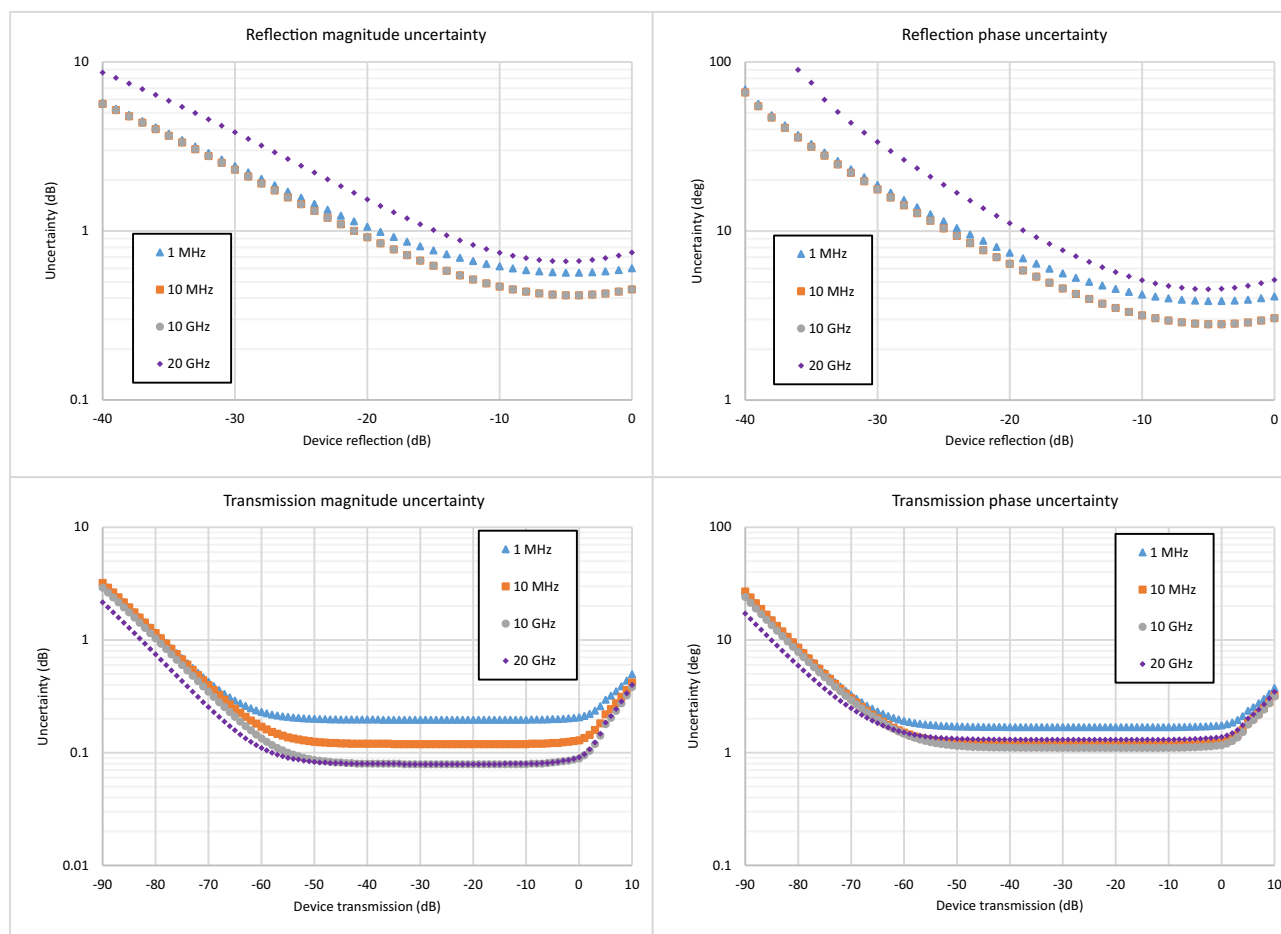 Reflection magnitude uncertainty
10
1
0.1
Uncertainty (dB)
1 MHz
10 MHz
10 GHz
20 GHz
-40
-30
-20
-10
0
Device reflection (dB)
Reflection phase uncertainty
100
10
1
Uncertainty (deg)
1 MHz
10 MHz
10 GHz
20 GHz
-40
-30
-20
-10
0
Device reflection (dB)
Transmission magnitude uncertainty
10
1
0.1
0.01
Uncertainty (dB)
1 MHz
10 MHz
10 GHz
20 GHz
-90
-80
-70
-60
-50
-40
-30
-20
-10
0
10
Device transmission (dB)
Transmission phase uncertainty
100
10
1
0.1
Uncertainty (deg)
1 MHz
10 MHz
10 GHz
20 GHz
-90
-80
-70
-60
-50
-40
-30
-20
-10
0
10
Device transmission (dB)